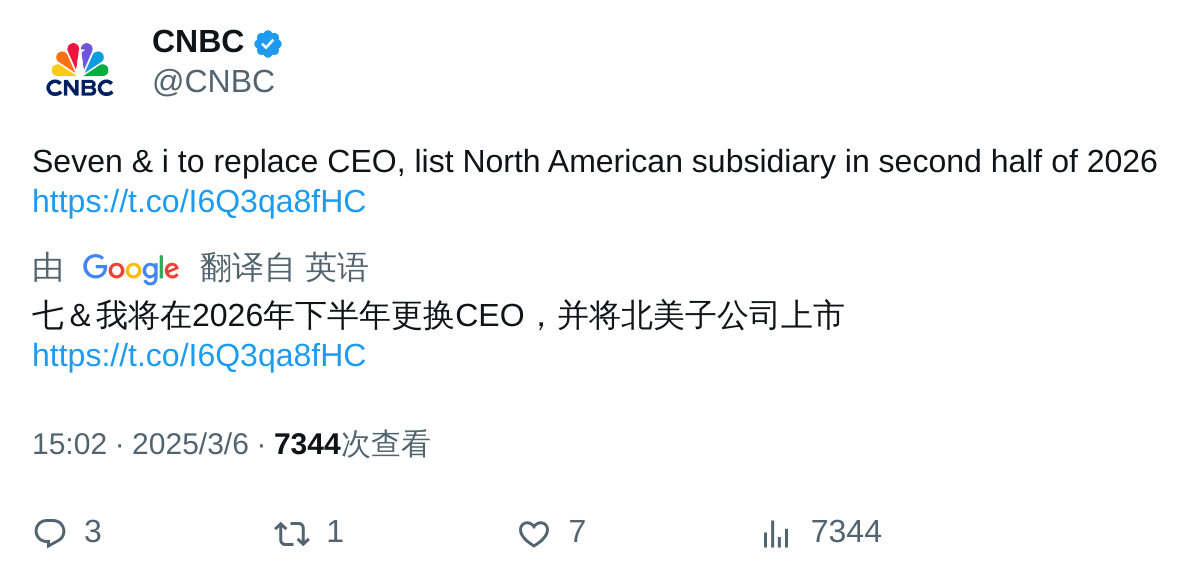 CNBC
CNBC
@CNBC
Seven & i to replace CEO, list North American subsidiary in second half of 2026
https://t.co/I6Q3qa8fHC
由 Google 翻译自 英语
七＆我将在2026年下半年更换CEO，并将北美子公司上市
https://t.co/I6Q3qa8fHC
15:02 · 2025/3/6 · 7344次查看
3 1 7 7344